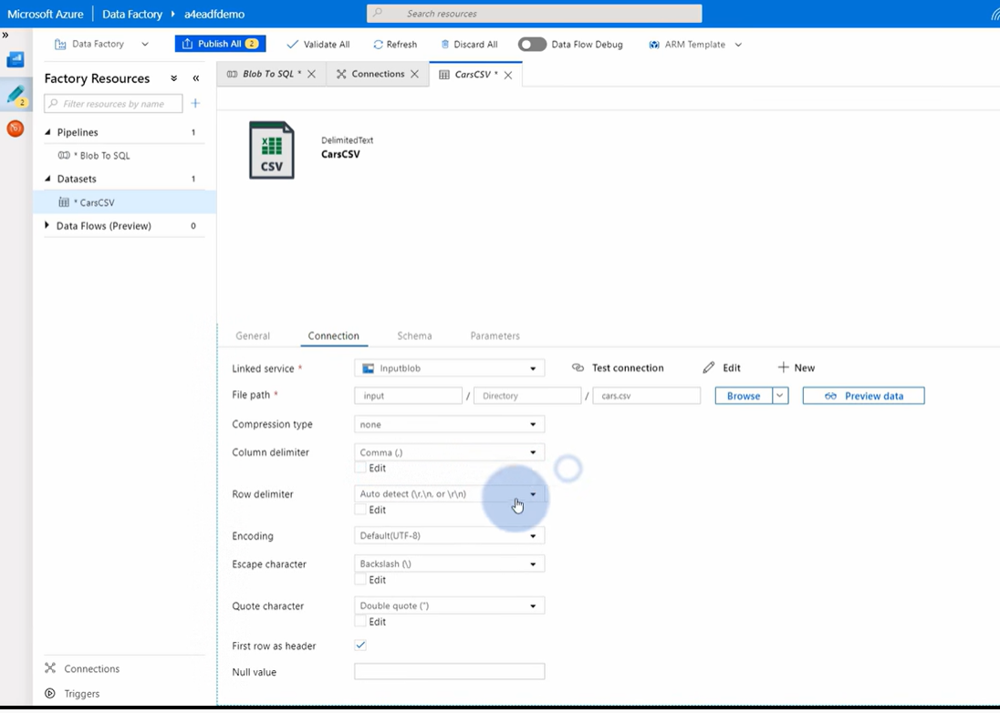 Microsoft Azure Data Factory a4eadfdemo Search resources
» Data Factory Publish All 2 Validate All Refresh Discard All Data Flow Debug ARM Template
Factory Resources «
Blob To SQL * Connections CarsCSV *
Filter resources by name +
2
Pipelines 1
* Blob To SQL
Datasets 1
* CarsCSV
Data Flows (Preview) 0
Connections
Triggers
CSV
DelimitedText
CarsCSV
General Connection Schema Parameters
Linked service * Inputblob Test connection Edit + New
File path * input / Directory / cars.csv Browse Preview data
Compression type none
Column delimiter Comma (,)
Edit
Row delimiter Auto detect (\r,\n, or \r\n)
Edit
Encoding Default(UTF-8)
Escape character Backslash (\)
Edit
Quote character Double quote (")
Edit
First row as header
Null value